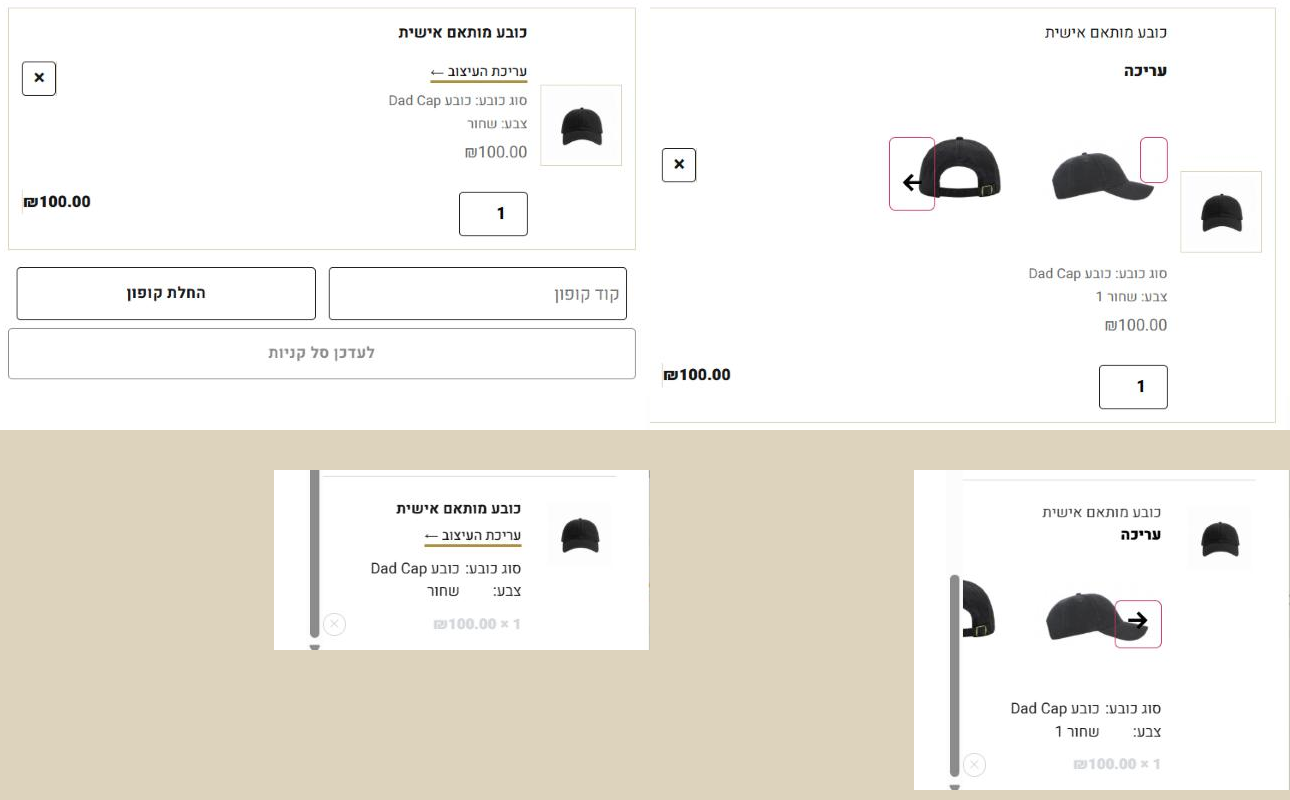 כובע מותאם אישית
עריכה
סוג כובע: כובע Dad Cap
צבע: שחור 1
₪100.00
×
1
₪100.00
כובע מותאם אישית
עריכת העיצוב ←
סוג כובע: כובע Dad Cap
צבע: שחור
₪100.00
×
1
₪100.00
קוד קופון
החלת קופון
לעדכן סל קניות
כובע מותאם אישית
עריכה
סוג כובע: כובע Dad Cap
צבע: שחור 1
1 × ₪100.00
כובע מותאם אישית
עריכת העיצוב ←
סוג כובע: כובע Dad Cap
צבע: שחור
1 × ₪100.00